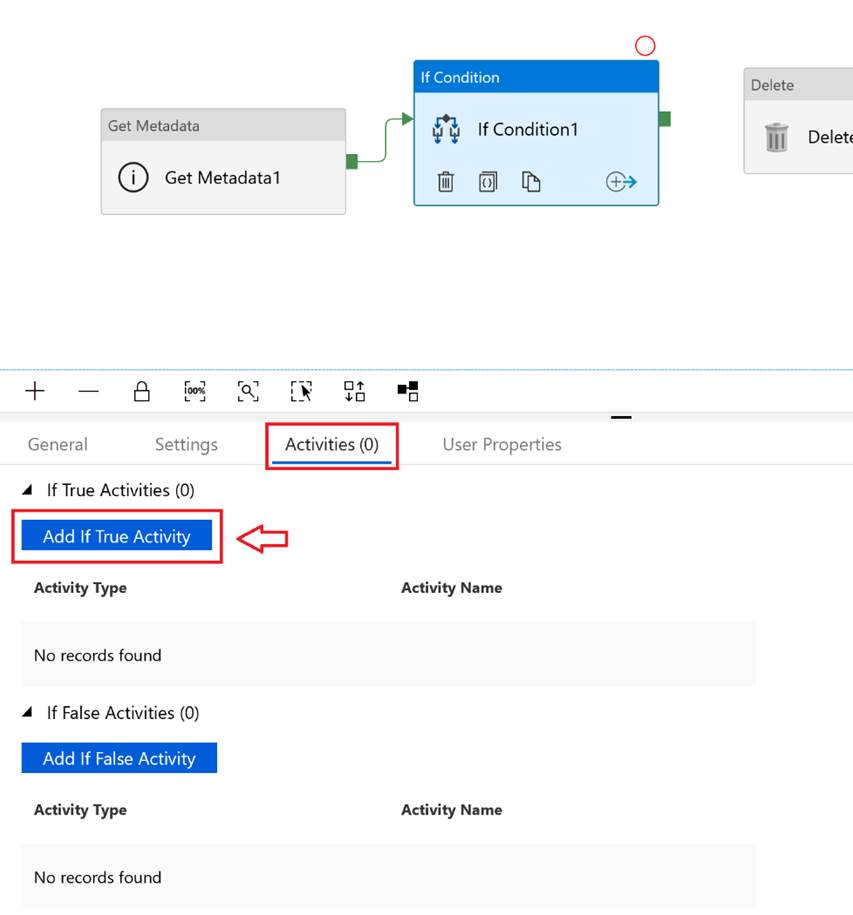 If Condition
Delete
Get Metadata
If Condition1
Delete
Get Metadata1
General
Settings
Activities (0)
User Properties
If True Activities (0)
Add If True Activity
Activity Type
Activity Name
No records found
If False Activities (0)
Add If False Activity
Activity Type
Activity Name
No records found